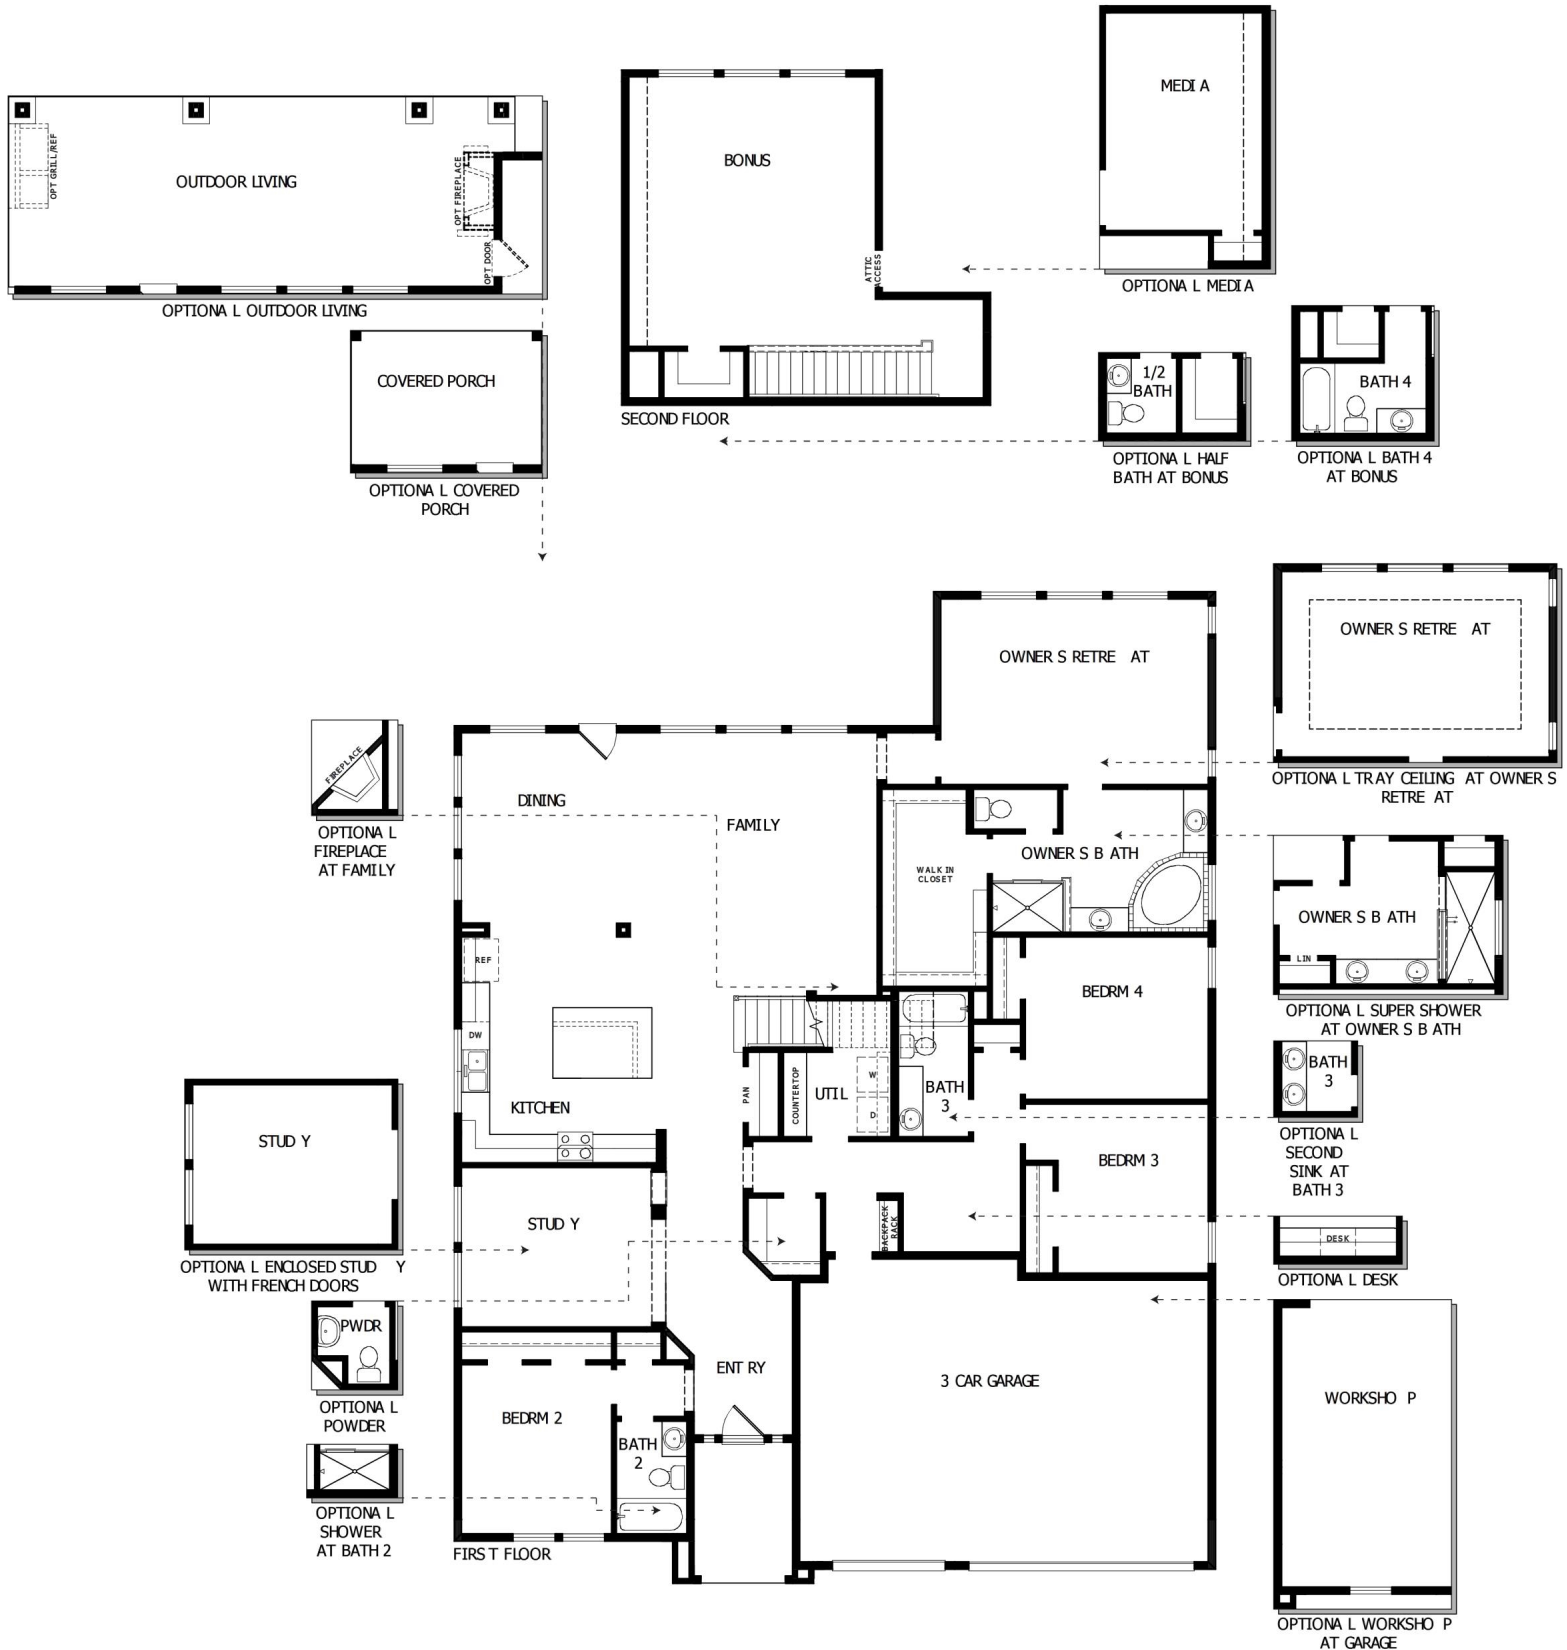 MEDI A
BONUS
OPT GRILL/REF
OUTDOOR LIVING
OPT FIREPLACE
OPT DOOR
ATTIC
ACCESS
OPTIONA L MEDI A
OPTIONA L OUTDOOR LIVING
COVERED PORCH
1/2
BATH
BATH 4
SECOND FLOOR
OPTIONA L HALF
BATH AT BONUS
OPTIONA L BATH 4
AT BONUS
OPTIONA L COVERED
PORCH
OWNER S RETRE AT
OWNER S RETRE AT
OPTIONA L TRAY CEILING AT OWNER S
RETRE AT
FIREPLACE
OPTIONA L
FIREPLACE
AT FAMILY
DINING
FAMILY
OWNER S B ATH
WALK IN
CLOSET
OWNER S B ATH
LIN
OPTIONA L SUPER SHOWER
AT OWNER S B ATH
REF
BEDRM 4
DW
W
D
UTIL
COUNTERTOP
PAN
BATH
3
KITCHEN
BATH
3
OPTIONA L
SECOND
SINK AT
BATH 3
STUD Y
BEDRM 3
STUD Y
BACKPACK
RACK
DESK
OPTIONA L DESK
OPTIONA L ENCLOSED STUD Y
WITH FRENCH DOORS
PWDR
OPTIONA L
POWDER
ENT RY
3 CAR GARAGE
WORKSHO P
BEDRM 2
BATH
2
OPTIONA L
SHOWER
AT BATH 2
FIRS T FLOOR
OPTIONA L WORKSHO P
AT GARAGE